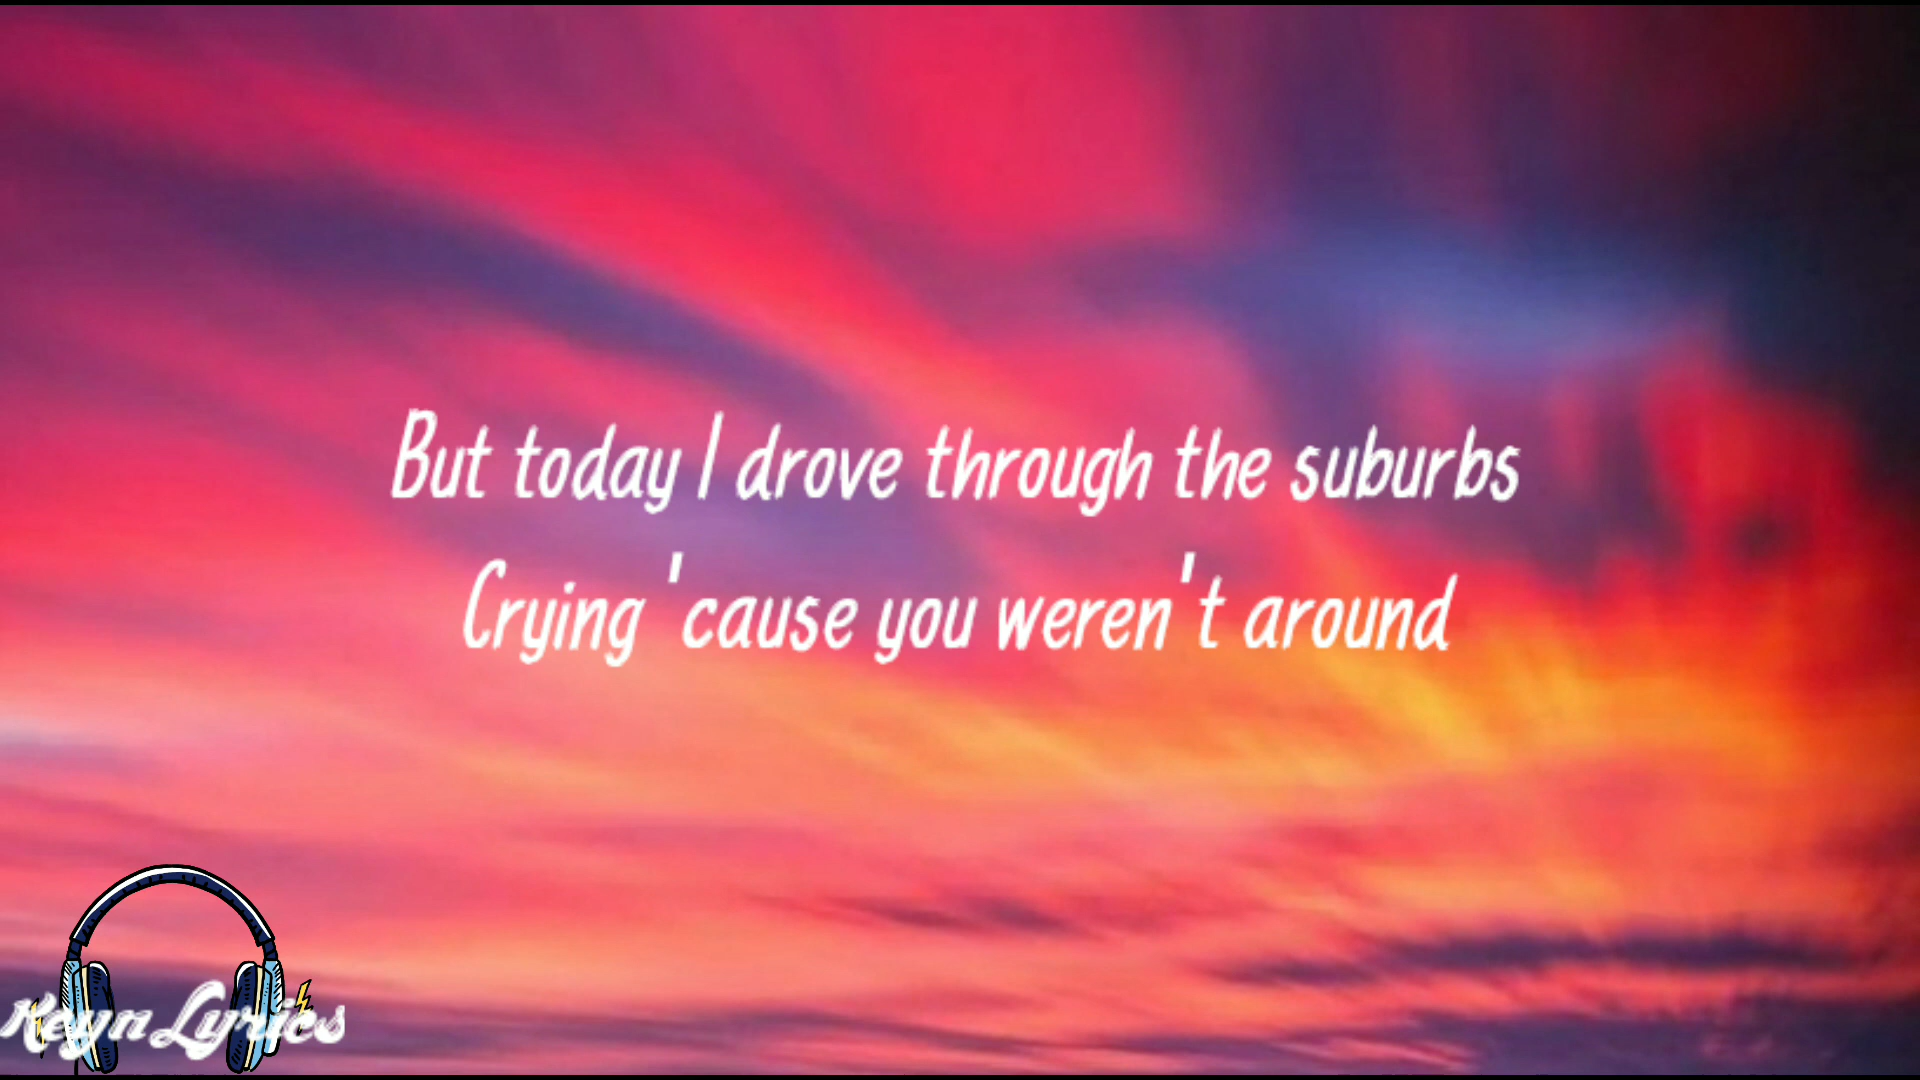 But today I drove through the suburbs
Crying 'cause you weren't around
Keyn Lyrics